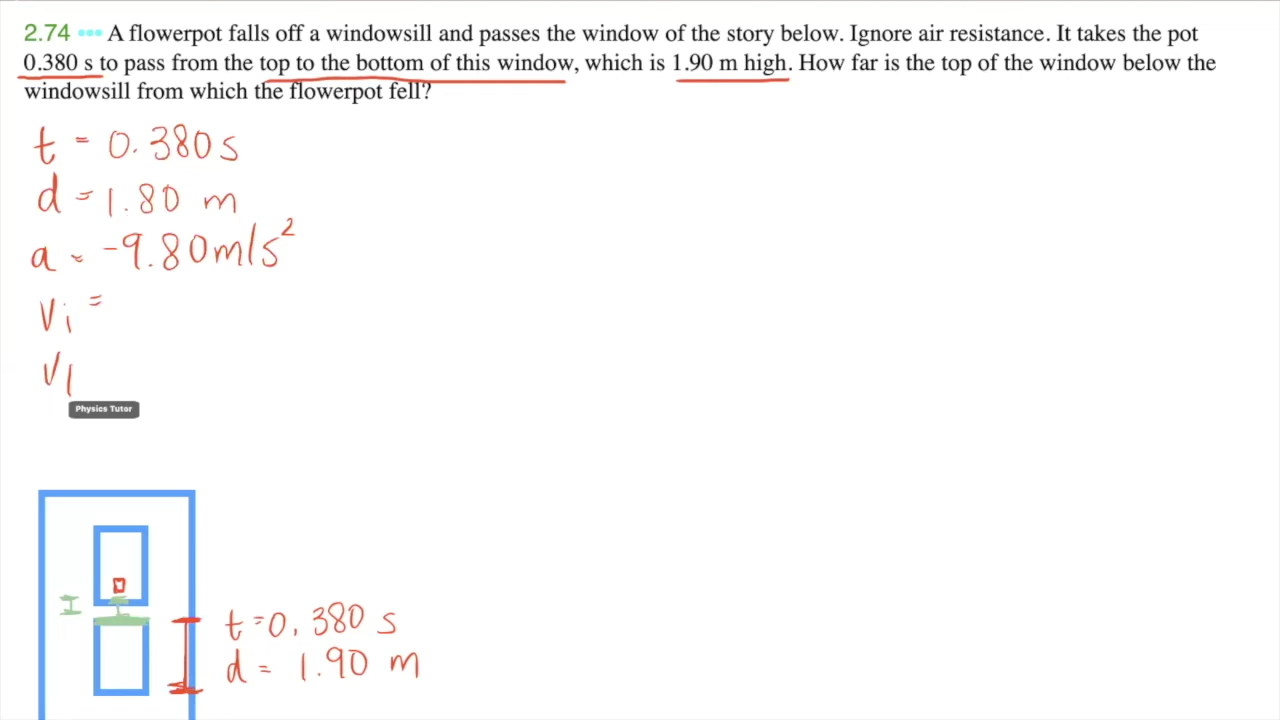 2.74 ••• A flowerpot falls off a windowsill and passes the window of the story below. Ignore air resistance. It takes the pot
0.380 s to pass from the top to the bottom of this window, which is 1.90 m high. How far is the top of the window below the
windowsill from which the flowerpot fell?
t = 0.380 s
d = 1.80 m
a = -9.80 m/s²
Vi =
V
Physics Tutor
t = 0.380 s
d = 1.90 m